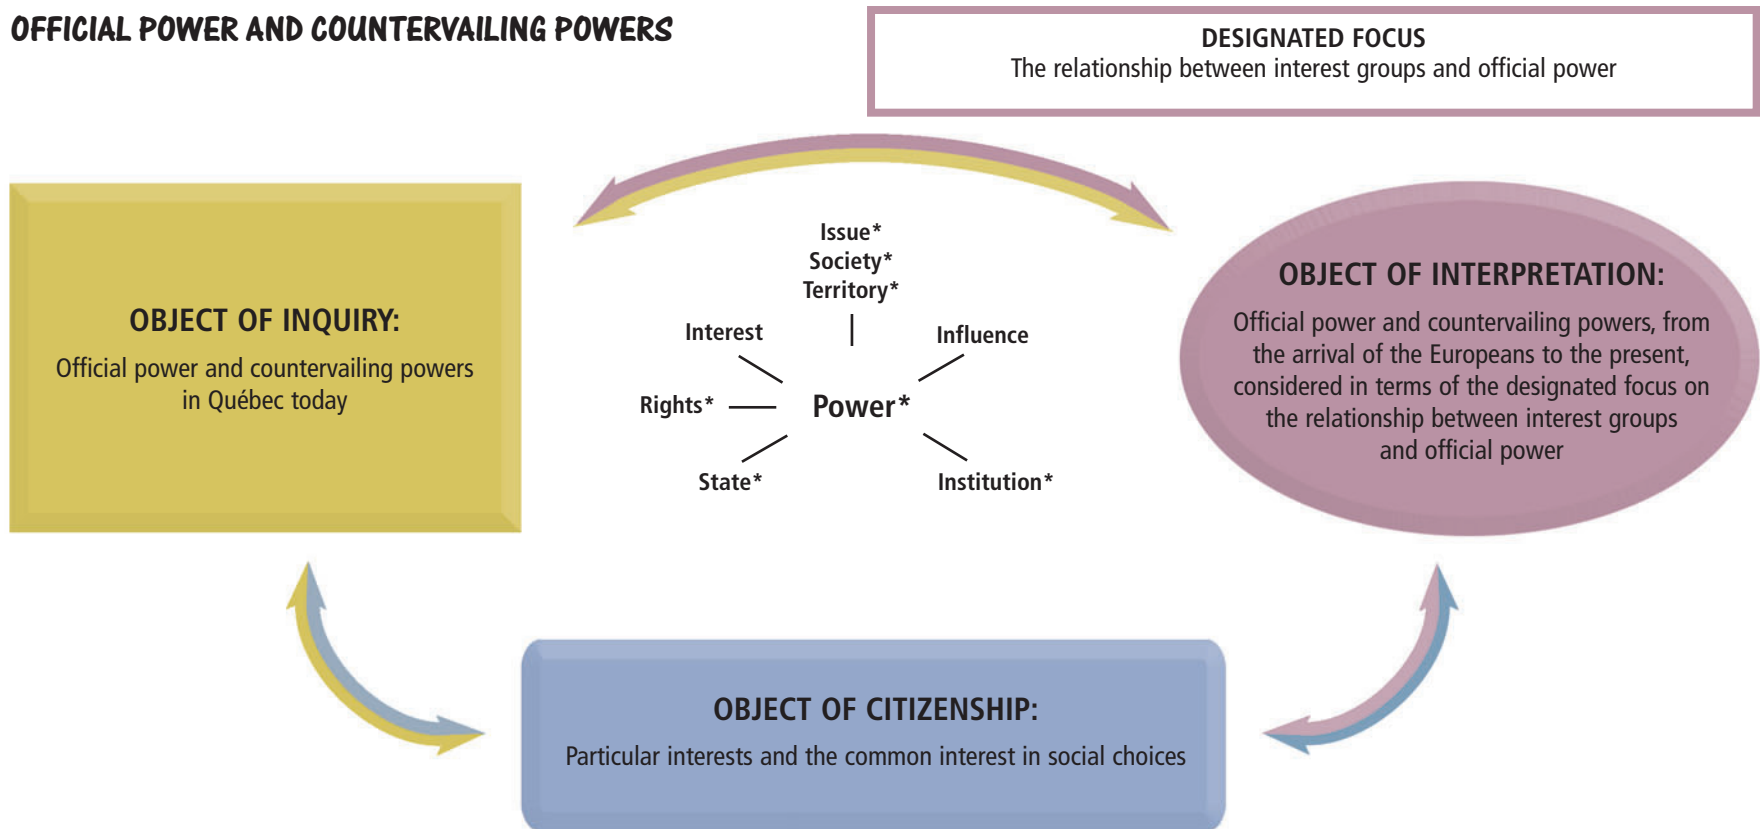 OFFICIAL POWER AND COUNTERVAILING POWERS
DESIGNATED FOCUS
The relationship between interest groups and official power
OBJECT OF INQUIRY:
Official power and countervailing powers
in Québec today
Issue*
Society*
Territory*
Interest
Influence
Rights*
Power*
State*
Institution*
OBJECT OF INTERPRETATION:
Official power and countervailing powers, from
the arrival of the Europeans to the present,
considered in terms of the designated focus on
the relationship between interest groups
and official power
OBJECT OF CITIZENSHIP:
Particular interests and the common interest in social choices